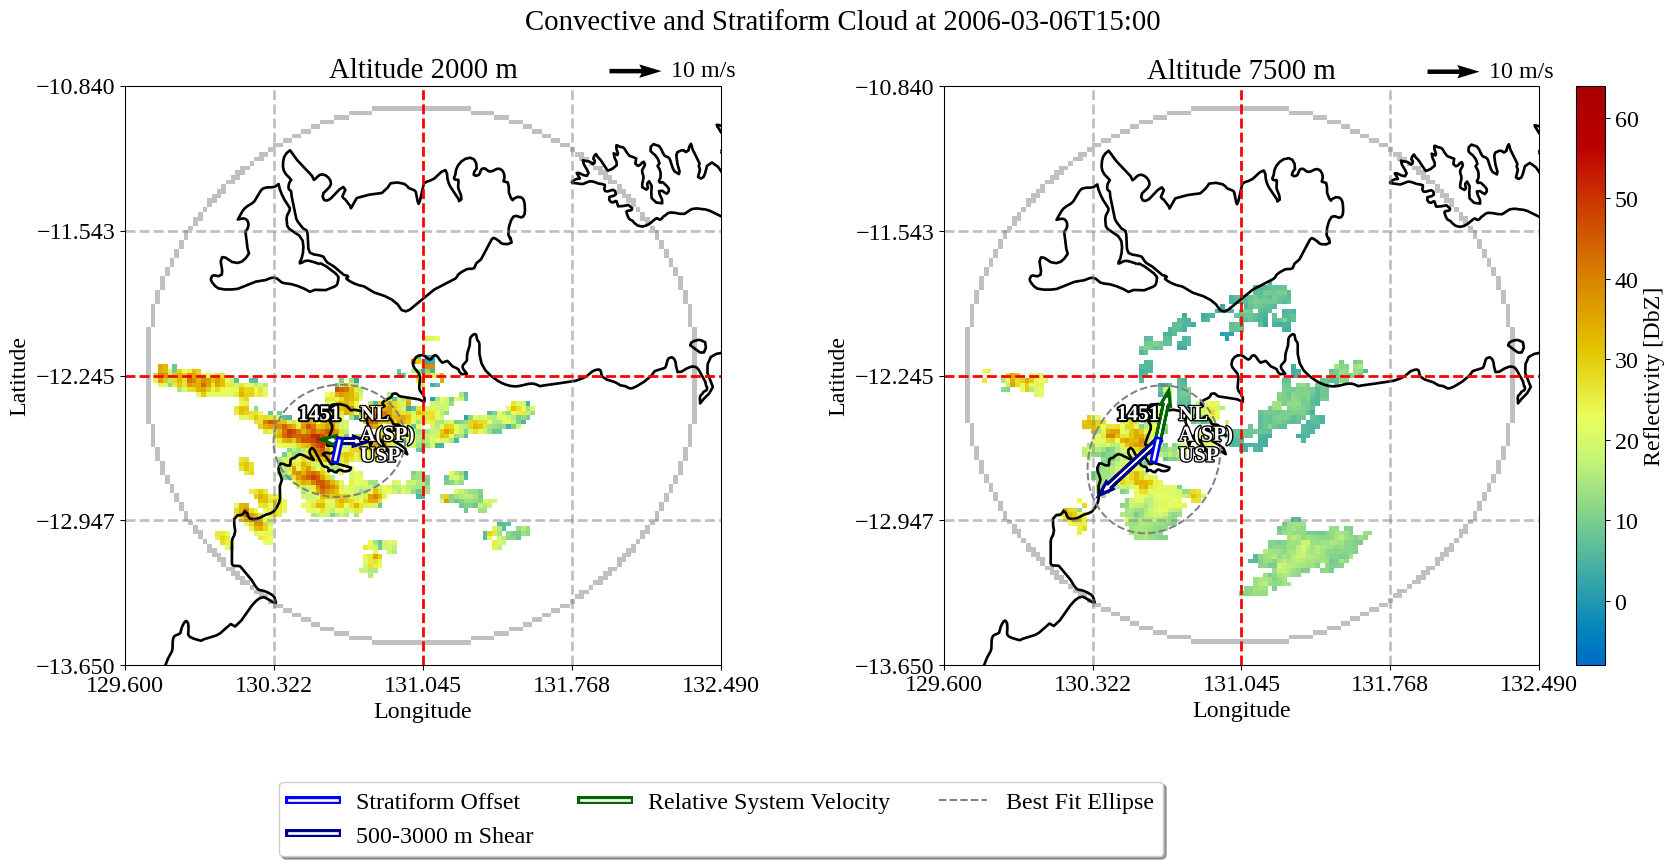 Convective and Stratiform Cloud at 2006-03-06T15:00
Altitude 2000 m
10 m/s
−10.840
−11.543
−12.245
−12.947
−13.650
Latitude
1451
NL
A(SP)
USP
129.600
130.322
131.045
131.768
132.490
Longitude
Altitude 7500 m
10 m/s
−10.840
−11.543
−12.245
−12.947
−13.650
Latitude
1451
NL
A(SP)
USP
129.600
130.322
131.045
131.768
132.490
Longitude
60
50
40
30
20
10
0
Reflectivity [DbZ]
Stratiform Offset
Relative System Velocity
Best Fit Ellipse
500-3000 m Shear